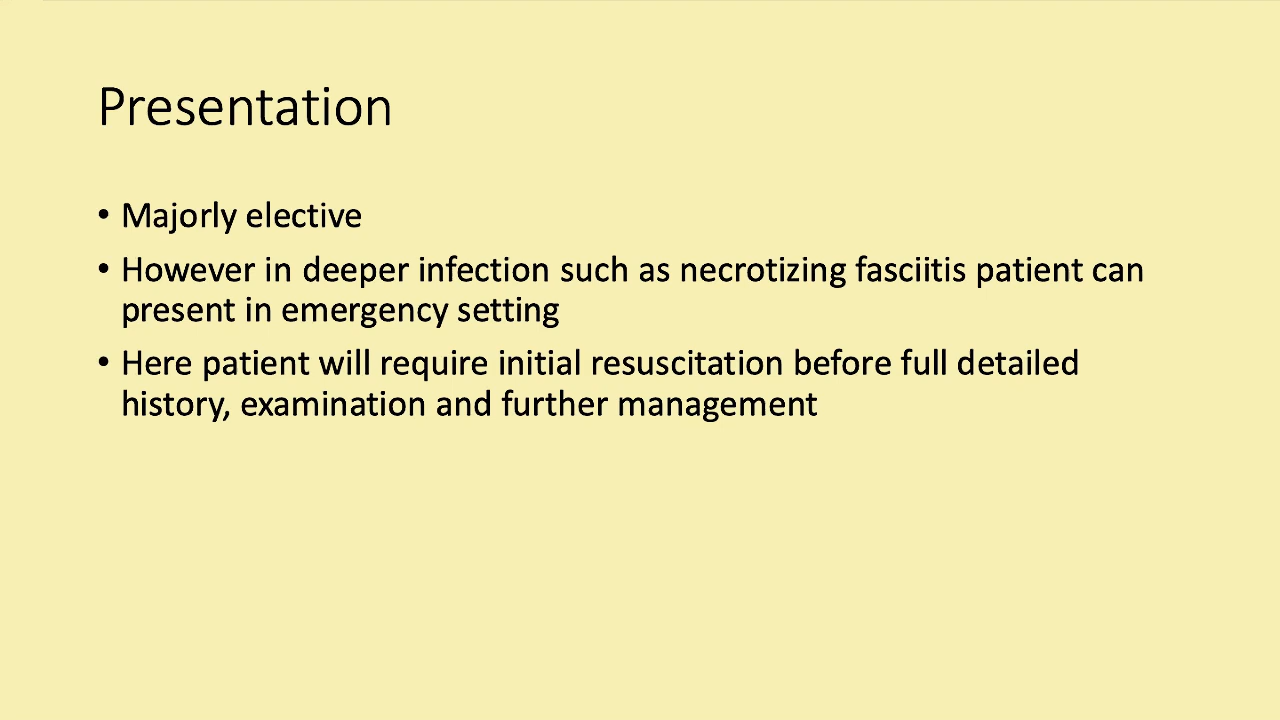 Presentation
• Majorly elective
• However in deeper infection such as necrotizing fasciitis patient can
present in emergency setting
• Here patient will require initial resuscitation before full detailed
history, examination and further management